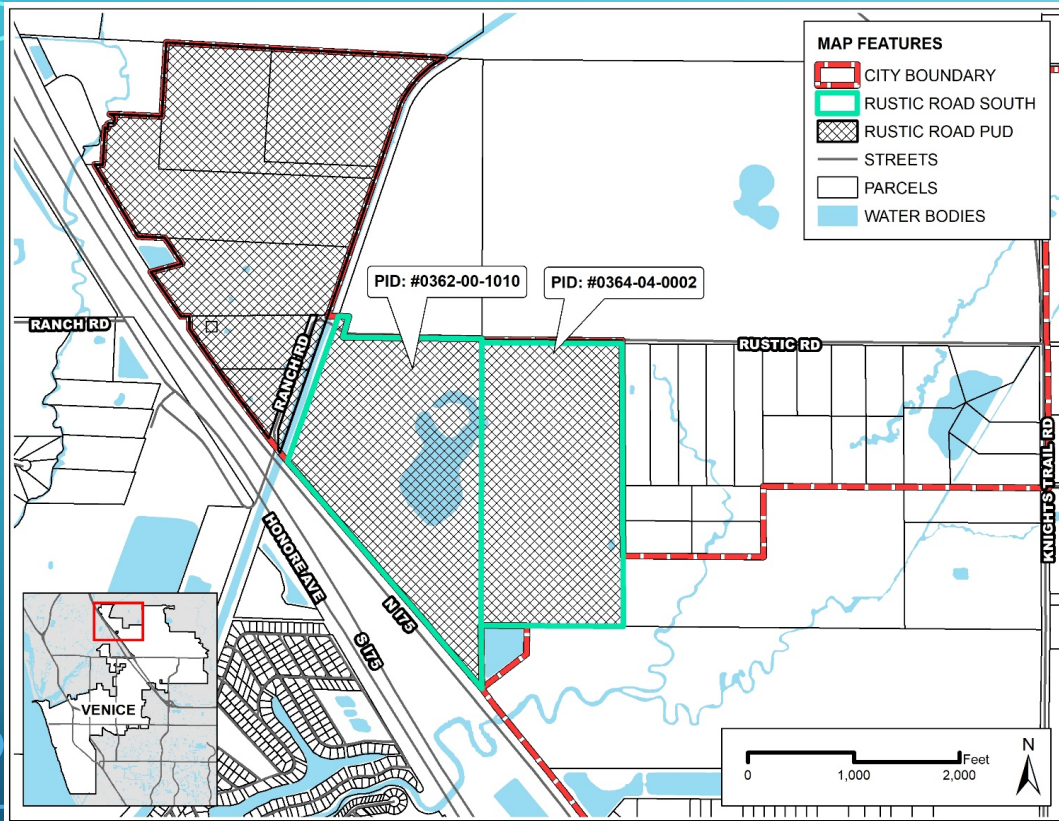 MAP FEATURES
CITY BOUNDARY
RUSTIC ROAD SOUTH
RUSTIC ROAD PUD
STREETS
PARCELS
WATER BODIES
PID: #0362-00-1010
PID: #0364-04-0002
RANCH RD
RUSTIC RD
RANCH RD
KNIGHTS TRAIL RD
HONORE AVE
N I75
S I75
VENICE
N
Feet
0 1,000 2,000